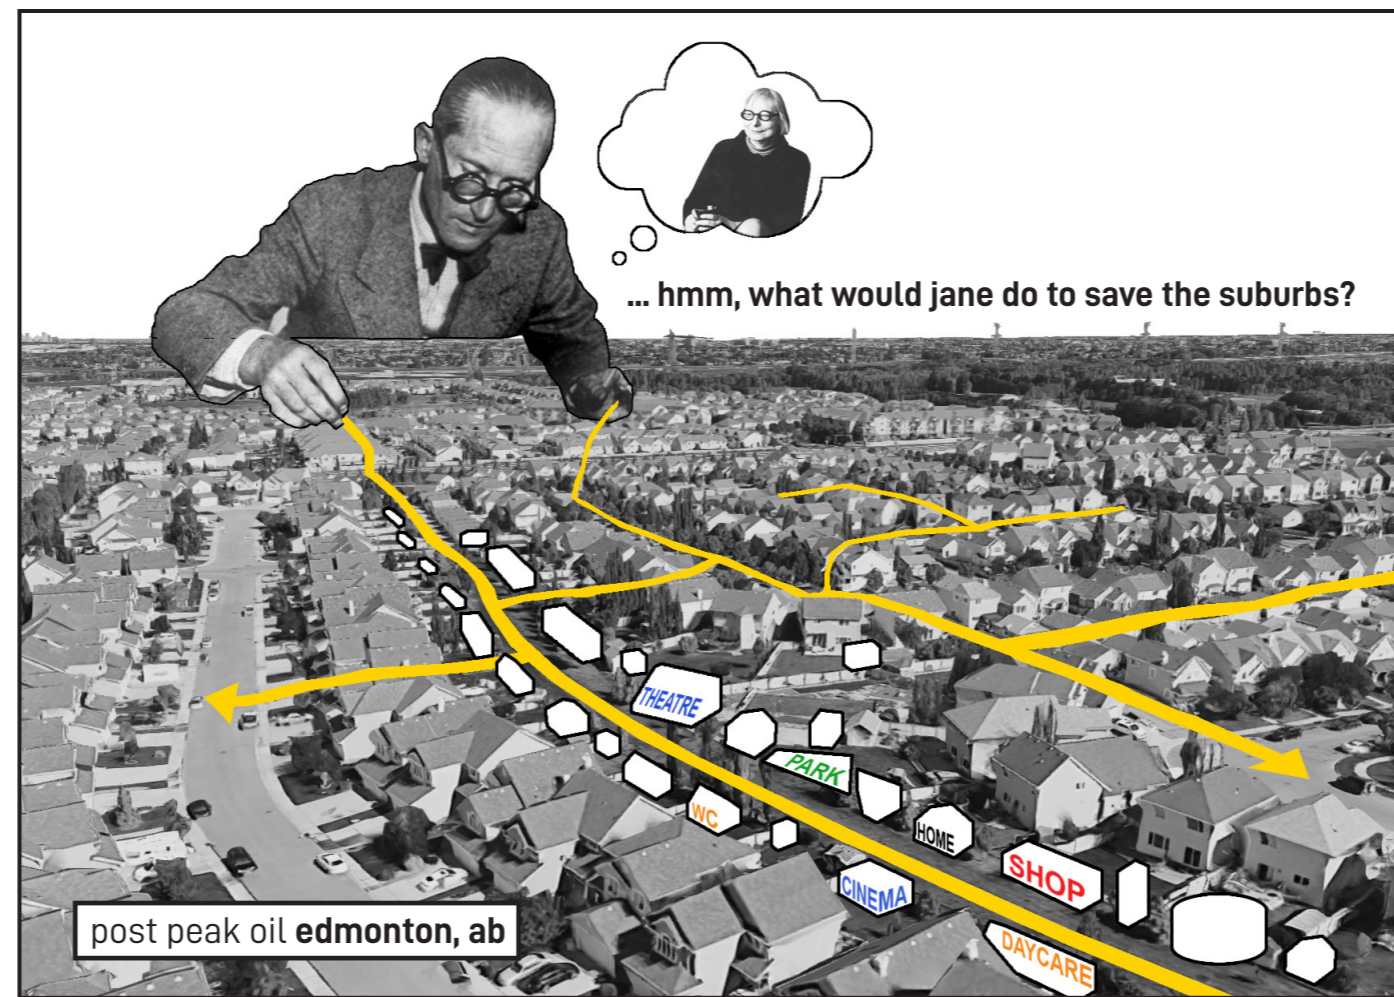 ... hmm, what would jane do to save the suburbs?
THEATRE
PARK
WC
HOME
CINEMA
SHOP
DAYCARE
post peak oil edmonton, ab